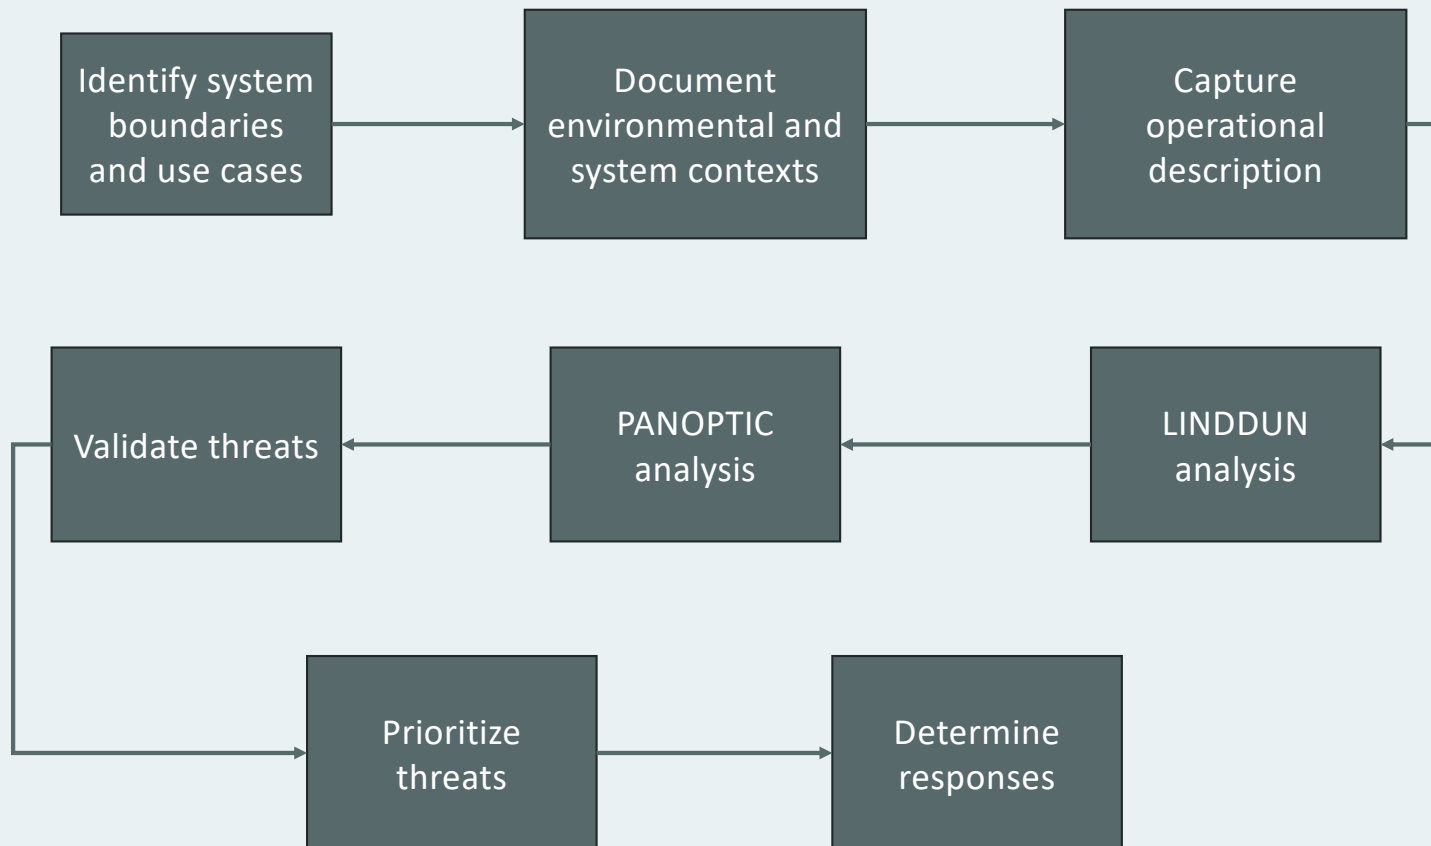 Identify system
boundaries
and use cases
Document
environmental and
system contexts
Capture
operational
description
LINDDUN
analysis
PANOPTIC
analysis
Validate threats
Prioritize
threats
Determine
responses